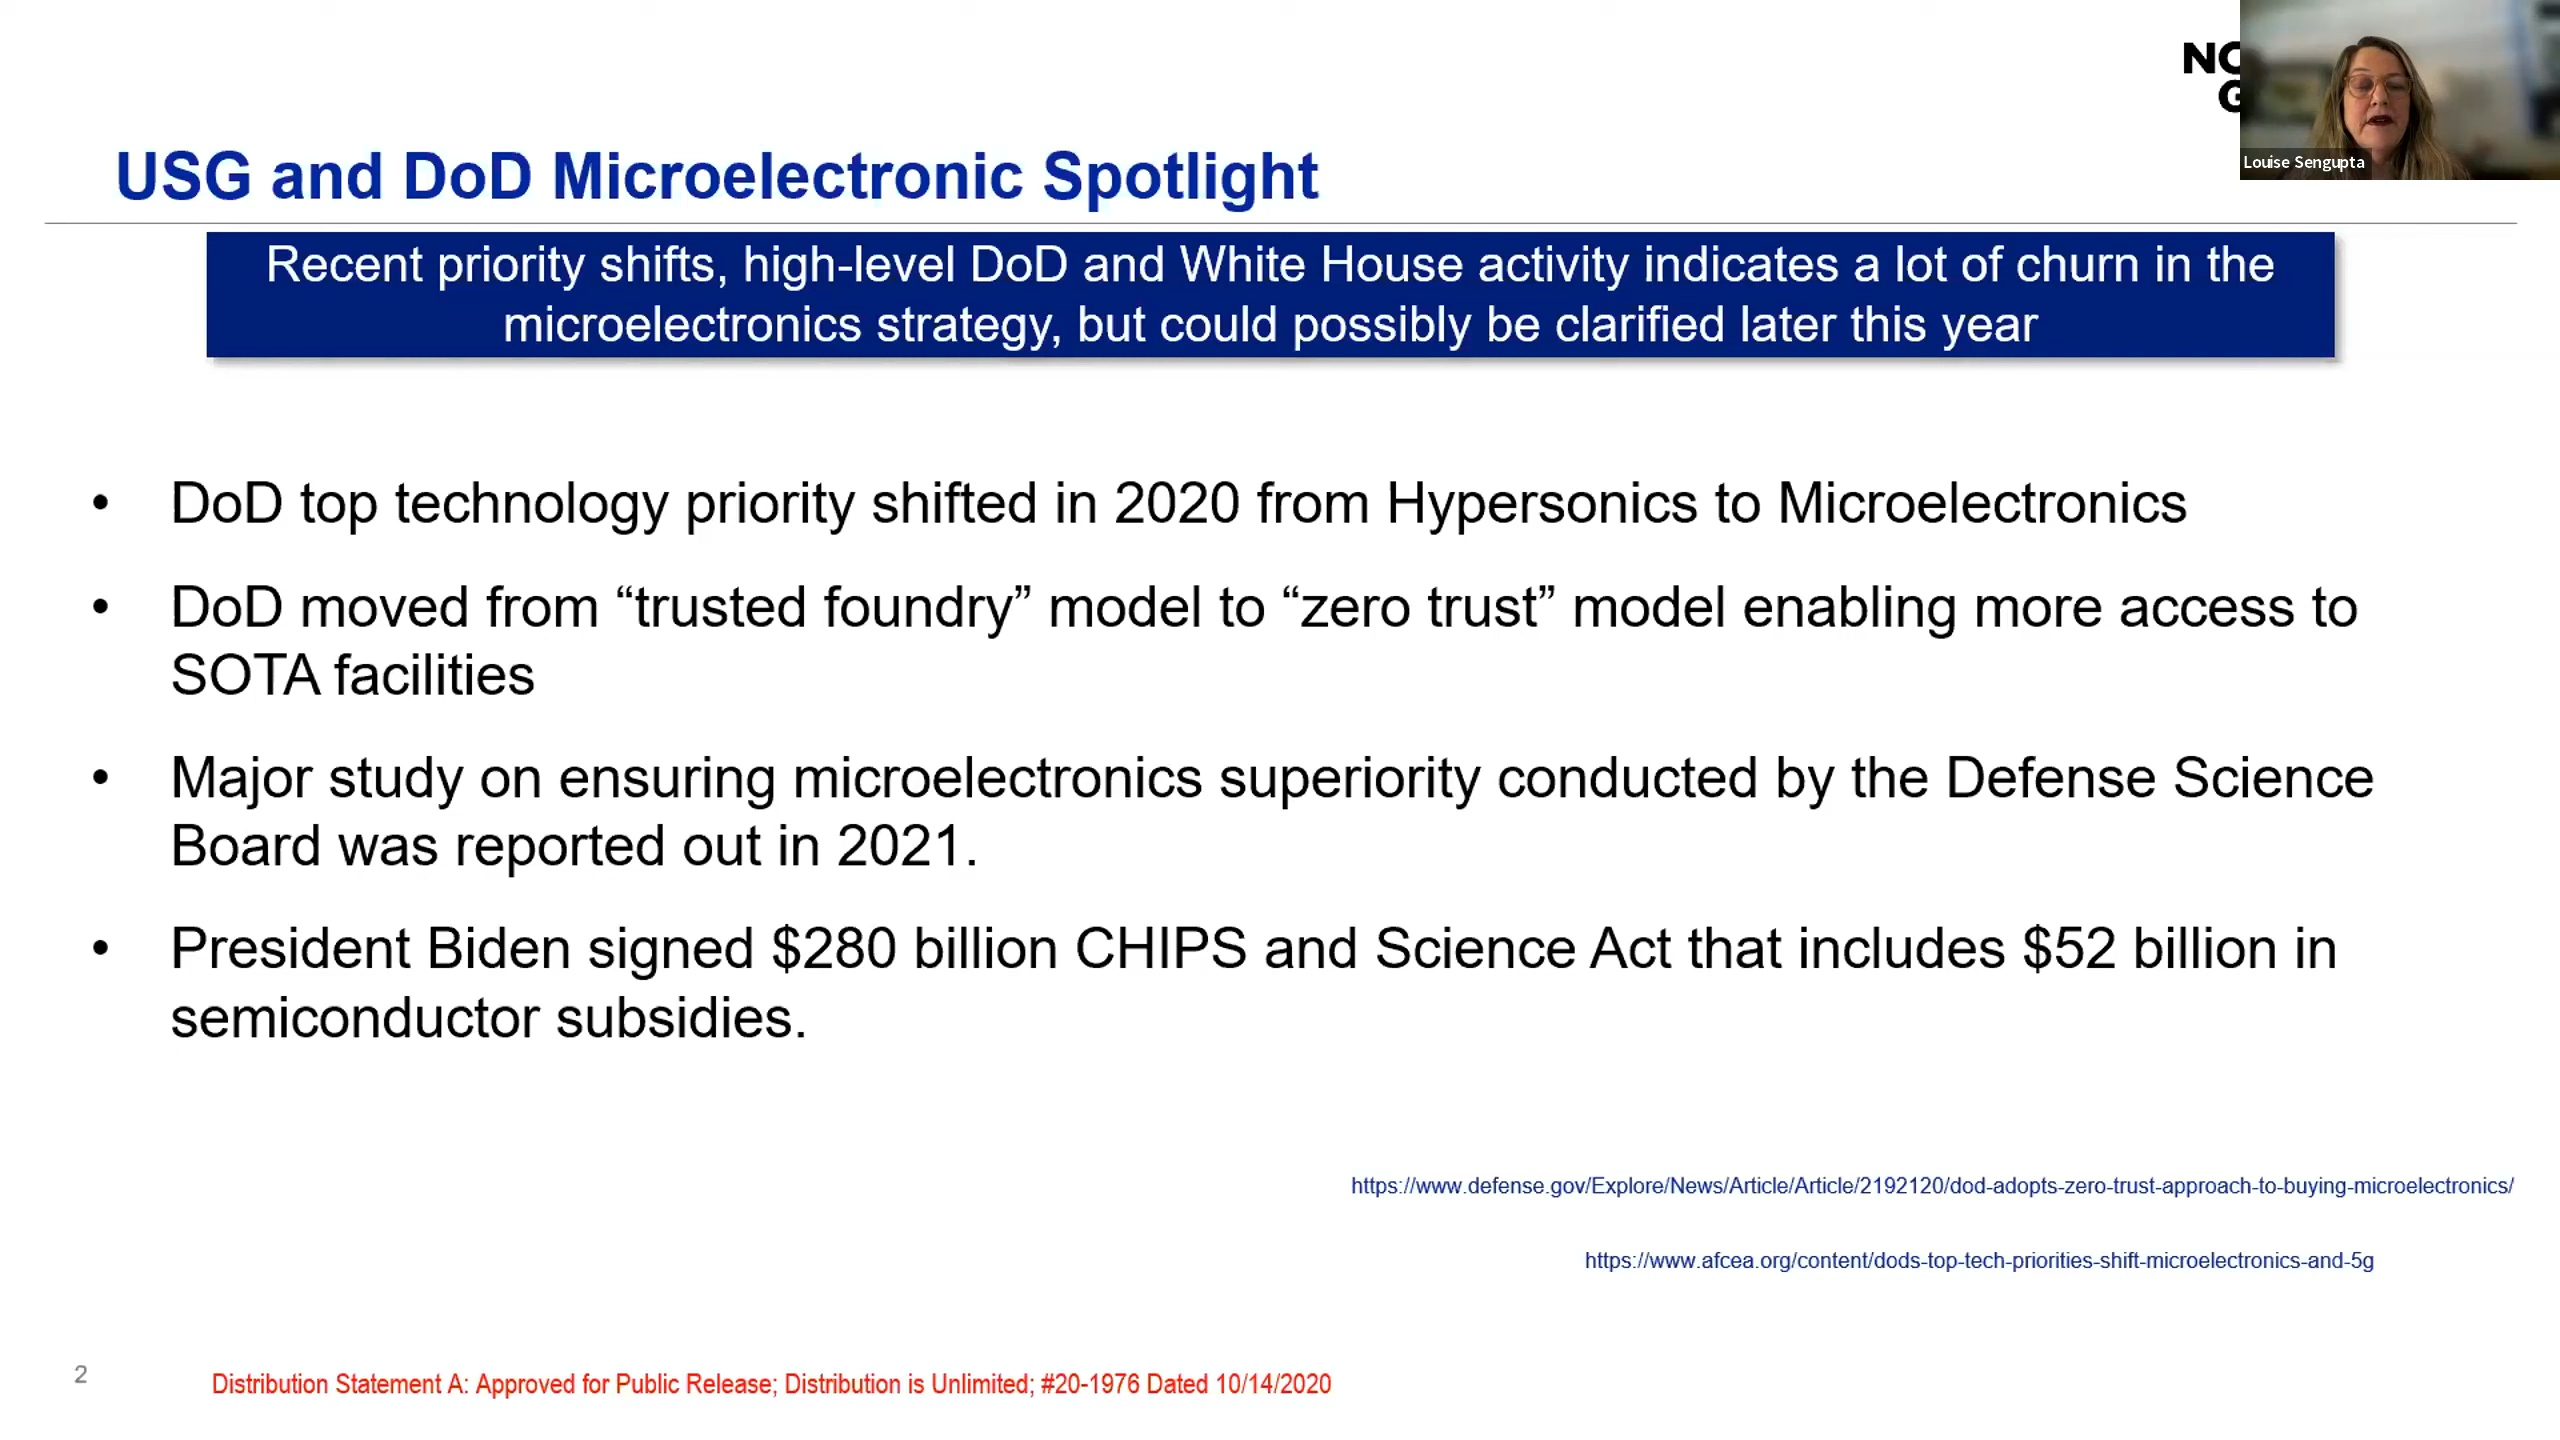 NO
G
Louise Sengupta
USG and DoD Microelectronic Spotlight
Recent priority shifts, high-level DoD and White House activity indicates a lot of churn in the
microelectronics strategy, but could possibly be clarified later this year
• DoD top technology priority shifted in 2020 from Hypersonics to Microelectronics
• DoD moved from “trusted foundry” model to “zero trust” model enabling more access to
SOTA facilities
• Major study on ensuring microelectronics superiority conducted by the Defense Science
Board was reported out in 2021.
• President Biden signed $280 billion CHIPS and Science Act that includes $52 billion in
semiconductor subsidies.
https://www.defense.gov/Explore/News/Article/Article/2192120/dod-adopts-zero-trust-approach-to-buying-microelectronics/
https://www.afcea.org/content/dods-top-tech-priorities-shift-microelectronics-and-5g
2
Distribution Statement A: Approved for Public Release; Distribution is Unlimited; #20-1976 Dated 10/14/2020